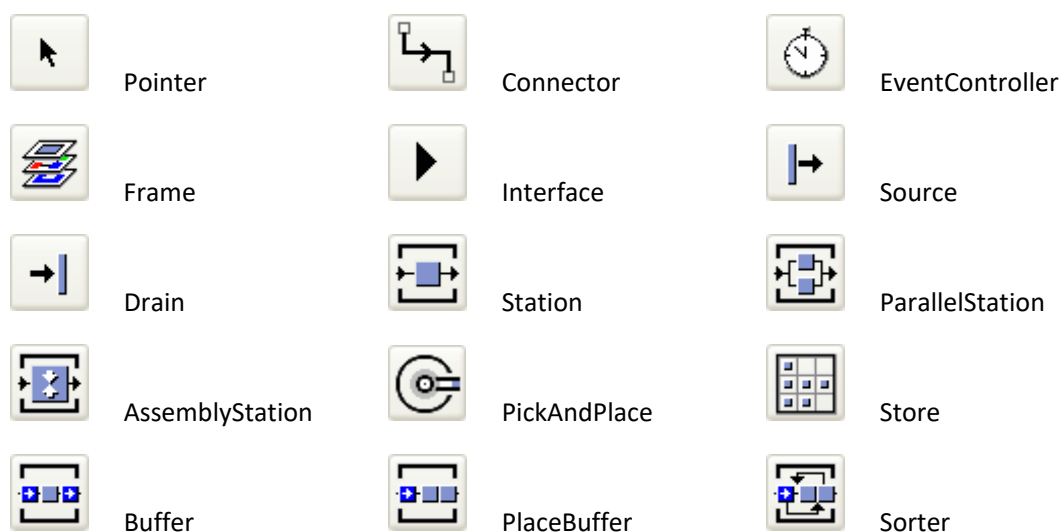 Pointer Connector EventController
Frame Interface Source
Drain Station ParallelStation
AssemblyStation PickAndPlace Store
Buffer PlaceBuffer Sorter